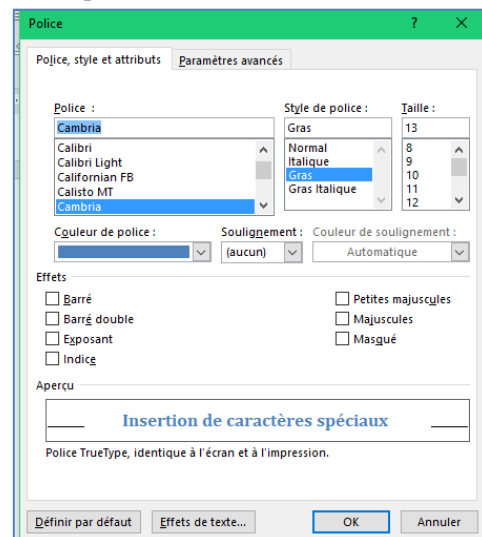 Police ?
Police, style et attributs Paramètres avancés
Police : Style de police : Taille :
Cambria Gras 13
Calibri Normal 8
Calibri Light Italique 9
Californian FB Gras 10
Calisto MT Gras Italique 11
Cambria 12
Couleur de police : Soulignement : Couleur de soulignement :
(aucun) Automatique
Effets
Barré Petites majuscules
Barré double Majuscules
Exposant Masqué
Indice
Aperçu
Insertion de caractères spéciaux
Police TrueType, identique à l'écran et à l'impression.
Définir par défaut Effets de texte... OK Annuler